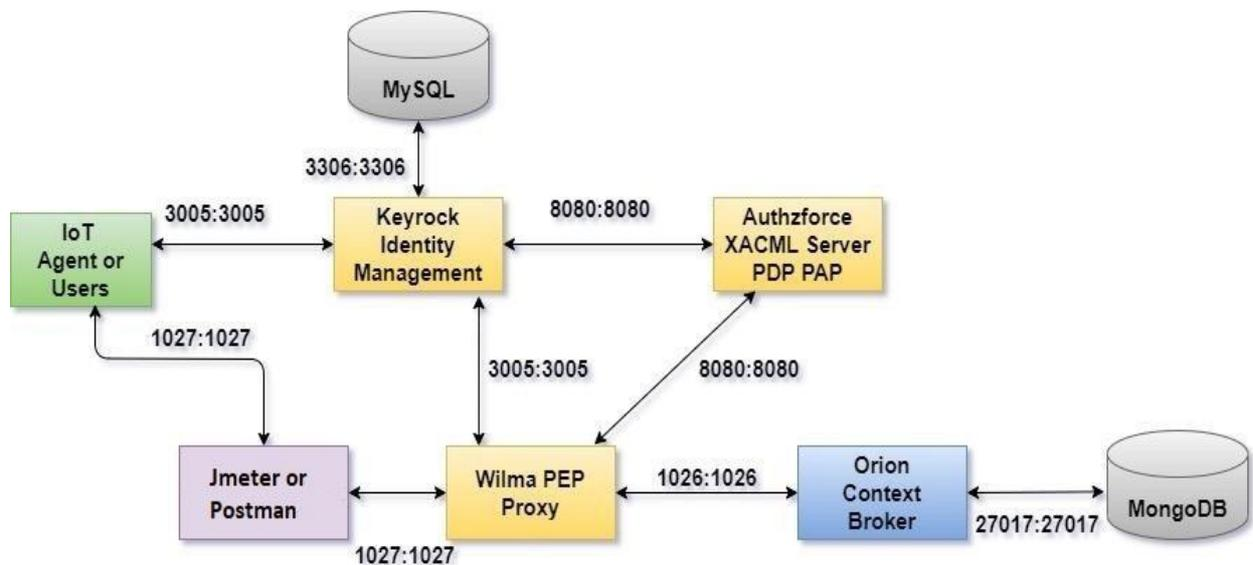 MySQL
3306:3306
3005:3005
8080:8080
IoT
Agent or
Users
Keyrock
Identity
Management
Authzforce
XACML Server
PDP PAP
1027:1027
3005:3005
8080:8080
Jmeter or
Postman
Wilma PEP
Proxy
1026:1026
Orion
Context
Broker
MongoDB
27017:27017
1027:1027